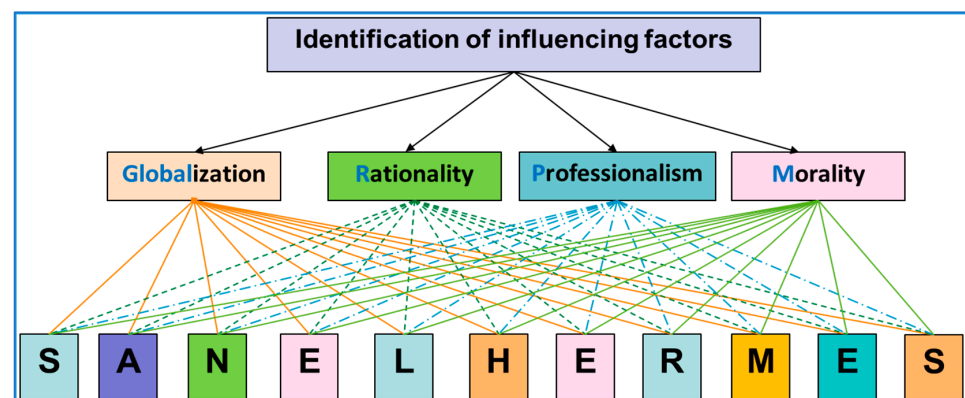 Identification of influencing factors
Globalization Rationality Professionalism Morality
S A N E L H E R M E S